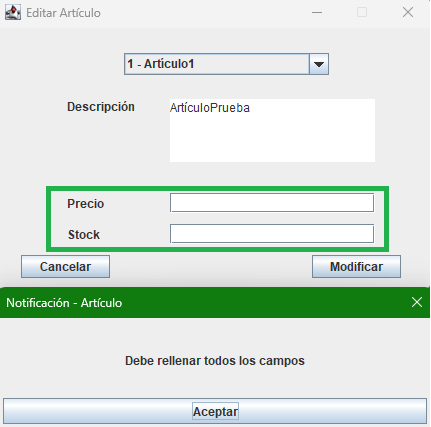 Editar Artículo
1 - Artículo1
Descripción
ArtículoPrueba
Precio
Stock
Cancelar
Modificar
Notificación - Artículo
Debe rellenar todos los campos
Aceptar